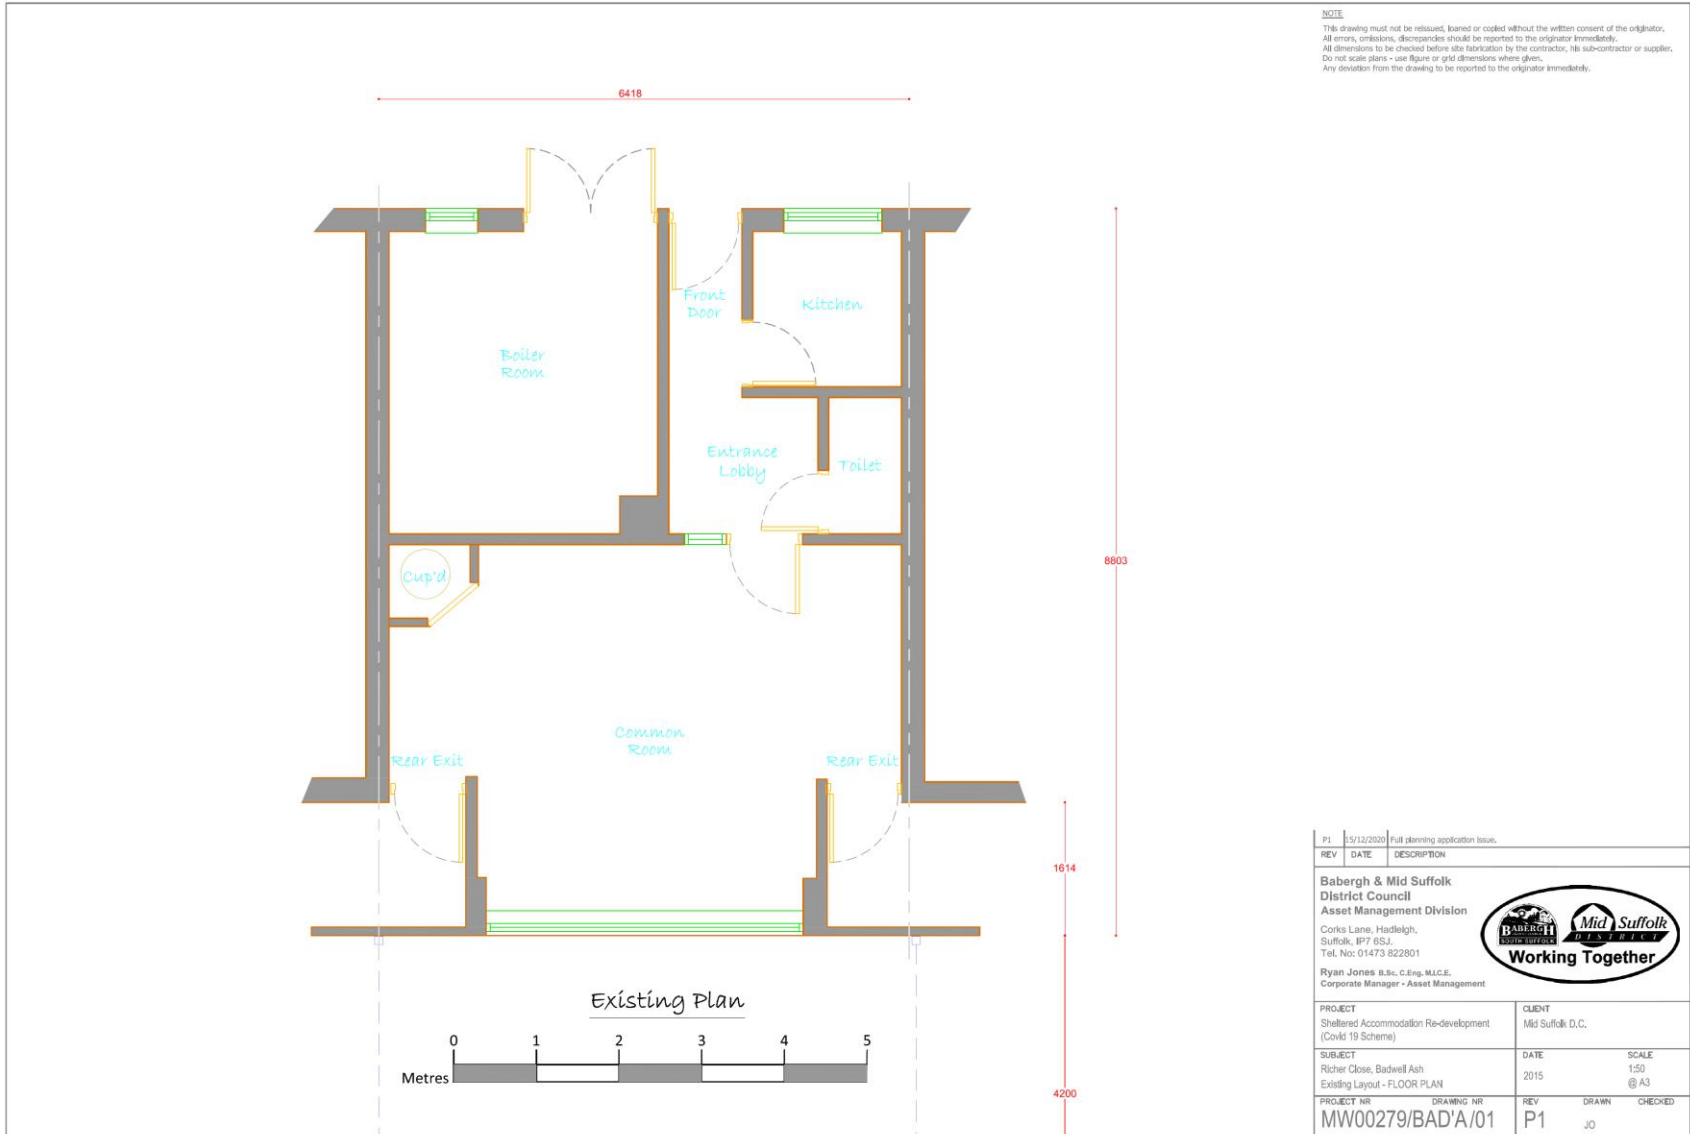 NOTE
This drawing must not be reissued, loaned or copied without the written consent of the originator.
All errors, omissions, discrepancies should be reported to the originator immediately.
All dimensions to be checked before site fabrication by the contractor, his sub-contractor or supplier.
Do not scale plans - use figure or grid dimensions where given.
Any deviation from the drawing to be reported to the originator immediately.
6418
Front
Door
Kitchen
Boiler
Room
Entrance
Lobby
Toilet
8803
Cup'd
Common
Room
Rear Exit
Rear Exit
1614
4200
Existing Plan
0 1 2 3 4 5
Metres
P1 15/12/2020 Full planning application issue.
REV DATE DESCRIPTION
Babergh & Mid Suffolk
District Council
Asset Management Division
Corks Lane, Hadleigh,
Suffolk, IP7 6SJ.
Tel. No: 01473 822801
Ryan Jones B.Sc. C.Eng. M.I.C.E.
Corporate Manager - Asset Management
BABERGH
SOUTH SUFFOLK
Mid Suffolk
DISTRICT
Working Together
PROJECT
Sheltered Accommodation Re-development
(Covid 19 Scheme)
CLIENT
Mid Suffolk D.C.
SUBJECT
Richer Close, Badwell Ash
Existing Layout - FLOOR PLAN
DATE
2015
SCALE
1:50
@ A3
PROJECT NR DRAWING NR
MW00279/BAD'A/01
REV
P1
DRAWN
JO
CHECKED